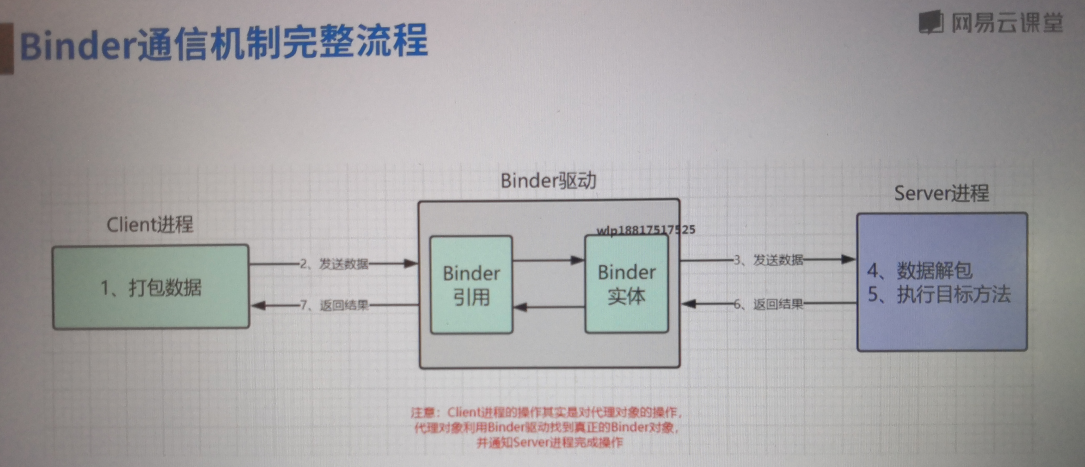 Binder通信机制完整流程
网易云课堂
Binder驱动
Client进程
Server进程
wlp18817517525
1、打包数据
2、发送数据
7、返回结果
Binder
引用
Binder
实体
3、发送数据
6、返回结果
4、数据解包
5、执行目标方法
注意：Client进程的操作其实是对代理对象的操作，
代理对象利用Binder驱动找到真正的Binder对象，
并通知Server进程完成操作